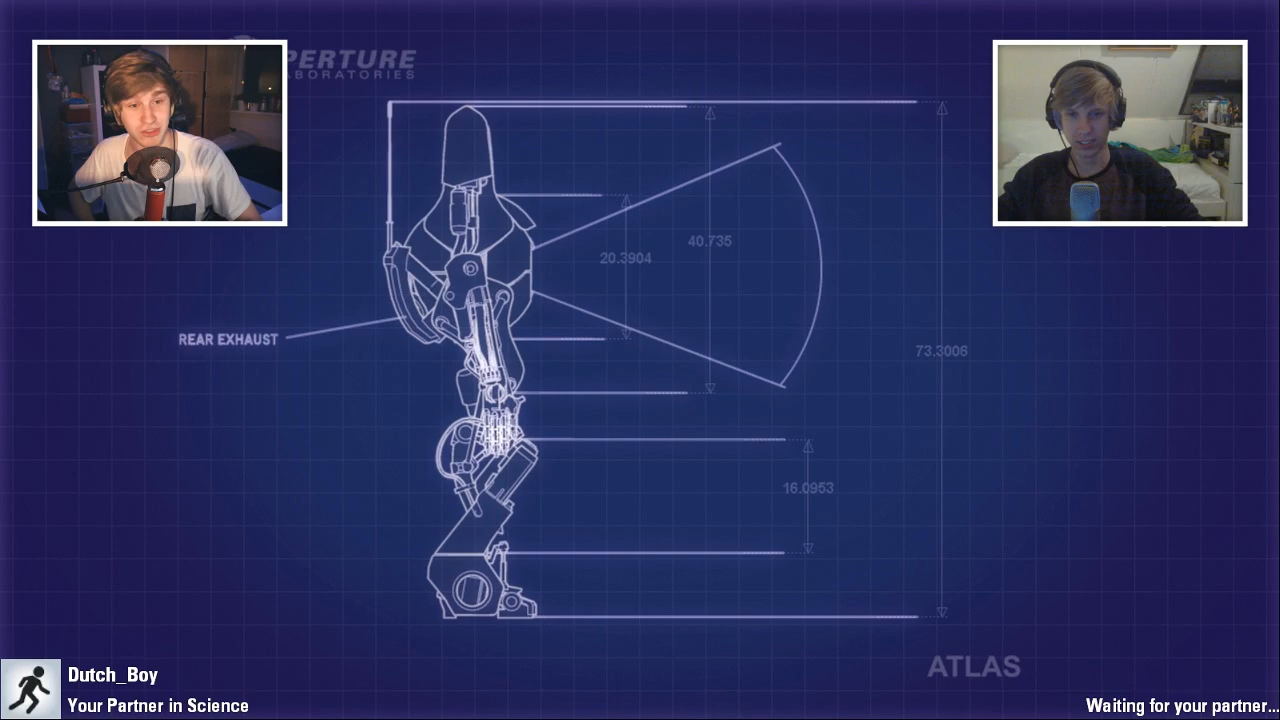 PERTURE
ABORATORIES
20.3904
40.735
REAR EXHAUST
73.3006
16.0953
ATLAS
Dutch_Boy
Your Partner in Science
Waiting for your partner...